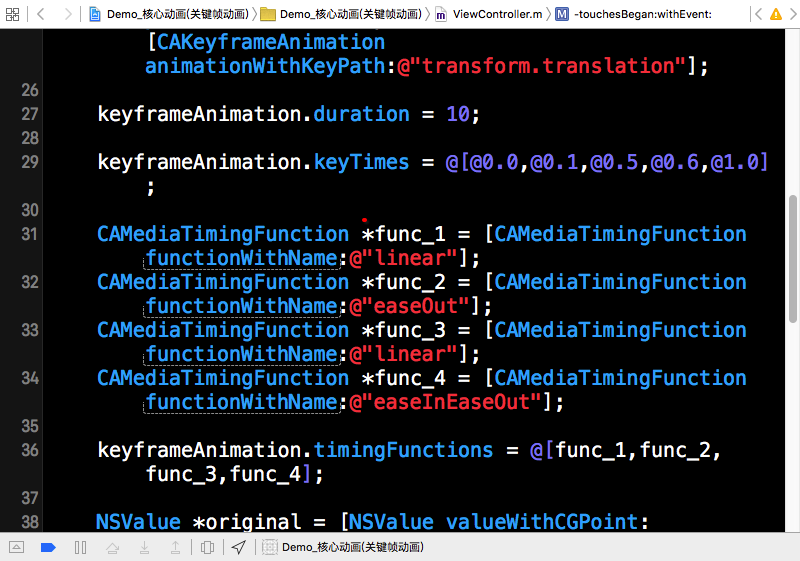 Demo_核心动画(关键帧动画) Demo_核心动画(关键帧动画) ViewController.m M -touchesBegan:withEvent:
[CAKeyframeAnimation
animationWithKeyPath:@"transform.translation"];
26
27 keyframeAnimation.duration = 10;
28
29 keyframeAnimation.keyTimes = @[@0.0,@0.1,@0.5,@0.6,@1.0]
;
30
31 CAMediaTimingFunction *func_1 = [CAMediaTimingFunction
functionWithName:@"linear"];
32 CAMediaTimingFunction *func_2 = [CAMediaTimingFunction
functionWithName:@"easeOut"];
33 CAMediaTimingFunction *func_3 = [CAMediaTimingFunction
functionWithName:@"linear"];
34 CAMediaTimingFunction *func_4 = [CAMediaTimingFunction
functionWithName:@"easeInEaseOut"];
35
36 keyframeAnimation.timingFunctions = @[func_1,func_2,
func_3,func_4];
37
38 NSValue *original = [NSValue valueWithCGPoint:
Demo_核心动画(关键帧动画)